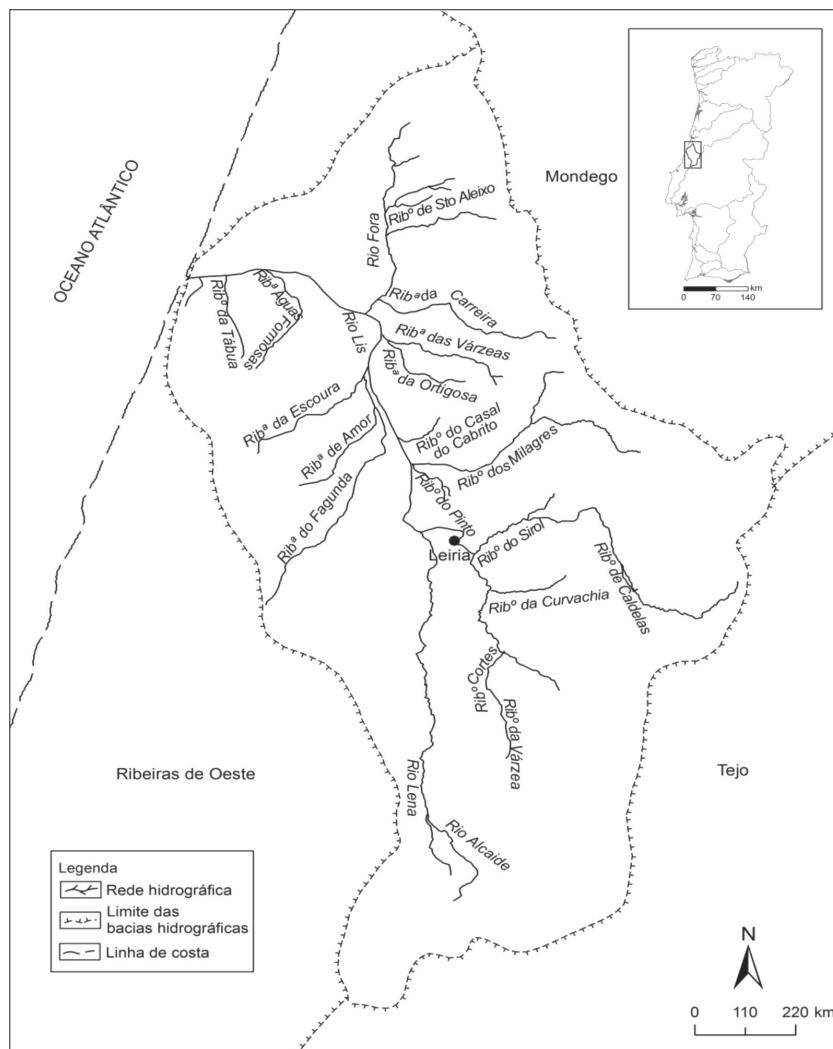 OCEANO ATLÂNTICO
Mondego
km
0 70 140
Ribº de Sto Aleixo
Rio Fora
Ribª da Carreira
Ribª Aguas Formosas
Ribº da Tábua
Rio Lis
Ribª das Várzeas
Ribª da Ortigosa
Ribª da Escoura
Ribº do Casal
do Cabrito
Ribª de Amor
Ribº dos Milagres
Ribª do Fagunda
Ribº do Pinto
Leiria
Ribº do Sirol
Ribº de Caldelas
Ribº da Curvachia
Ribº Cortes
Ribº da Várzea
Ribeiras de Oeste
Rio Lena
Tejo
Rio Alcaide
Legenda
Rede hidrográfica
Limite das
bacias hidrográficas
Linha de costa
N
0 110 220 km